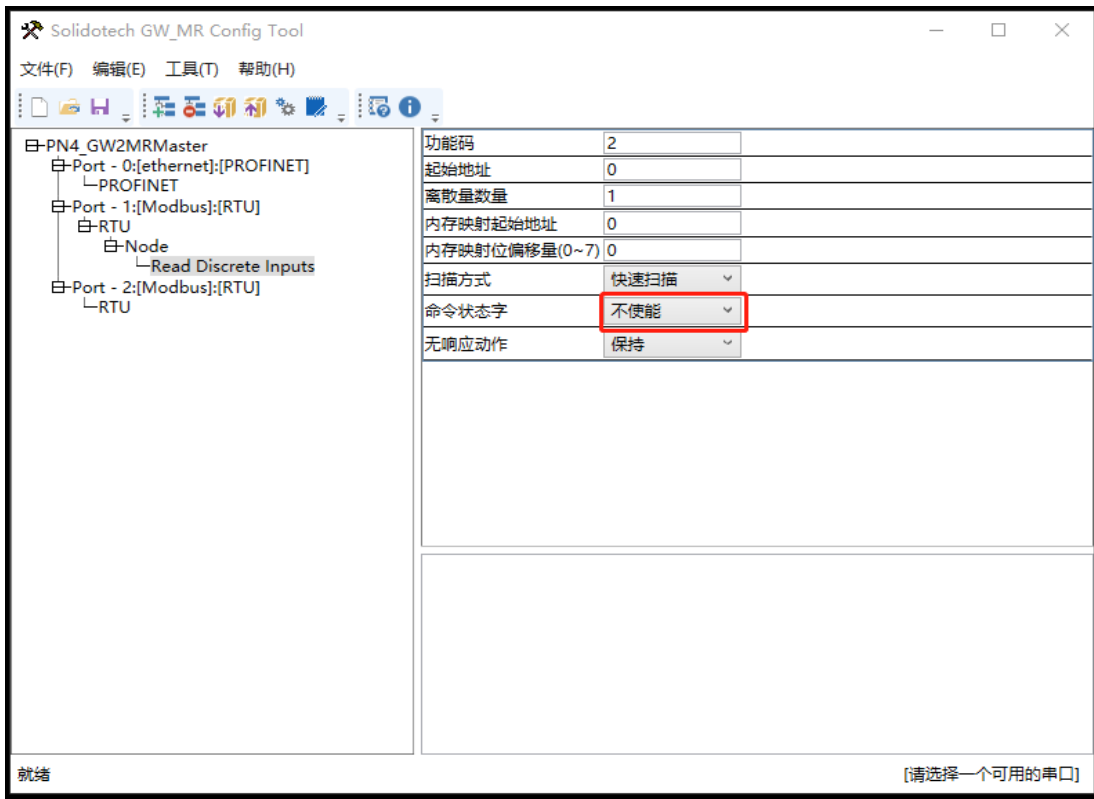 Solidotech GW_MR Config Tool
文件(F) 编辑(E) 工具(T) 帮助(H)
PN4_GW2MRMaster
Port - 0:[ethernet]:[PROFINET]
PROFINET
Port - 1:[Modbus]:[RTU]
RTU
Node
Read Discrete Inputs
Port - 2:[Modbus]:[RTU]
RTU
功能码 2
起始地址 0
离散量数量 1
内存映射起始地址 0
内存映射位偏移量(0~7) 0
扫描方式 快速扫描
命令状态字 不使能
无响应动作 保持
就绪 [请选择一个可用的串口]